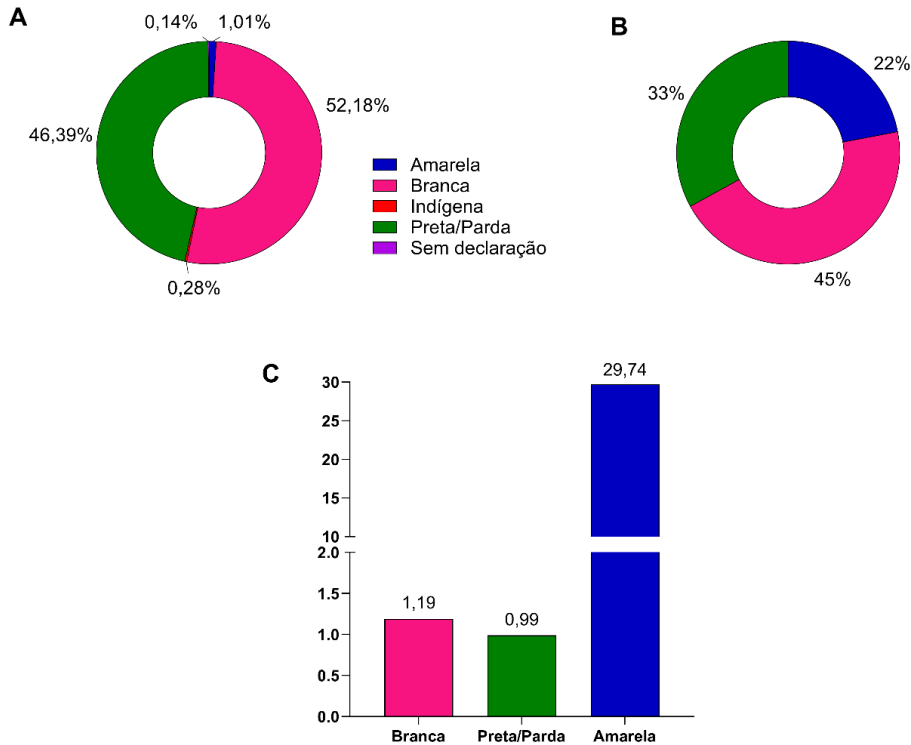 A
0,14%
1,01%
52,18%
46,39%
0,28%
Amarela
Branca
Indígena
Preta/Parda
Sem declaração
B
22%
33%
45%
C
30
25
20
15
10
2.0
1.5
1.0
0.5
0.0
1,19
0,99
29,74
Branca
Preta/Parda
Amarela